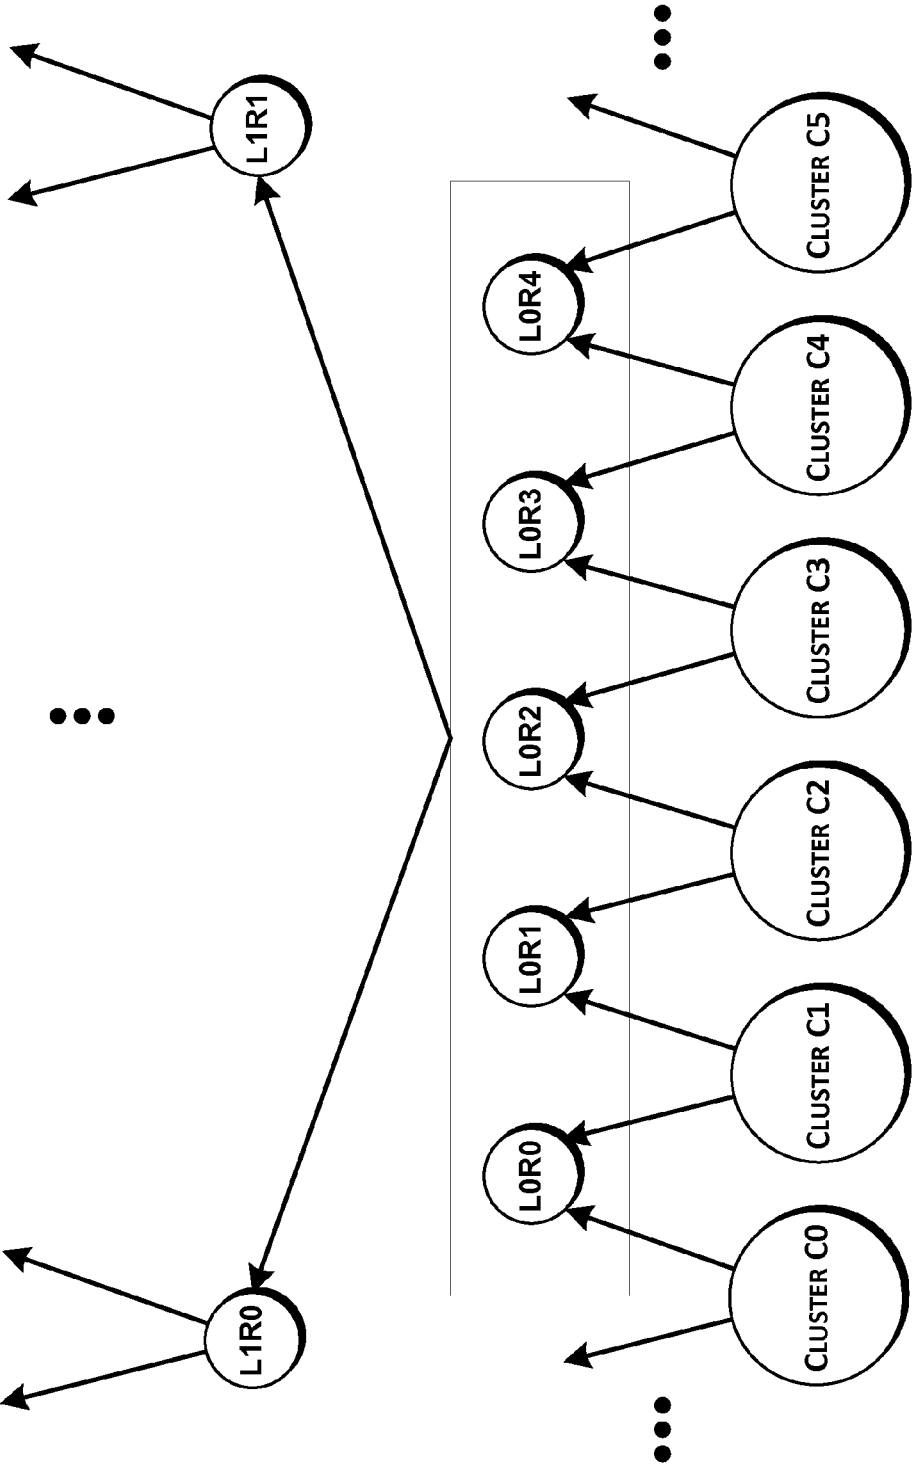 L1R0
L1R1
L0R0
L0R1
L0R2
L0R3
L0R4
CLUSTER C0
CLUSTER C1
CLUSTER C2
CLUSTER C3
CLUSTER C4
CLUSTER C5